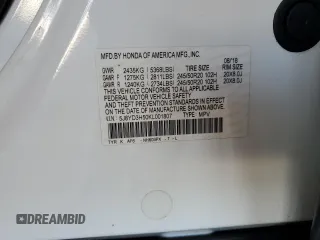 MFD.BY HONDA OF AMERICA MFG.,INC. 08/18
GVWR 2435KG ( 5368LBS) TIRE SIZE RIM SIZE
GAWR F 1275KG ( 2811LBS) 245/50R20 102H 20X8.0J
GAWR R 1240KG ( 2734LBS) 245/50R20 102H 20X8.0J
THIS VEHICLE CONFORMS TO ALL APPLICABLE
FEDERAL MOTOR VEHICLE SAFETY AND THEFT
PREVENTION STANDARDS IN EFFECT ON THE DATE
OF MANUFACTURE SHOWN ABOVE.
VIN: 5J8YD3H50KL001807 TYPE: MPV
DREAMBID